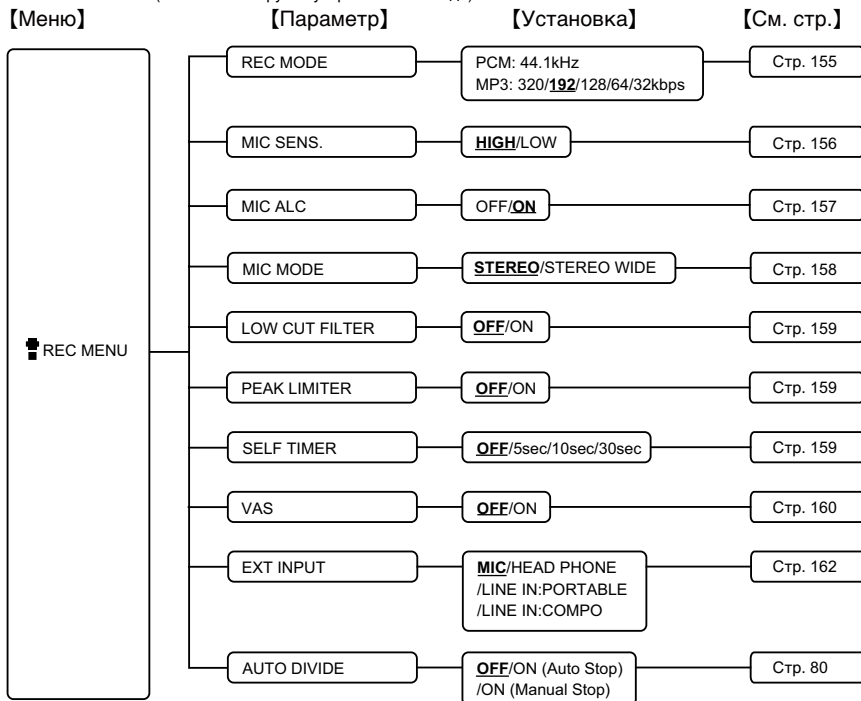 【Меню】 【Параметр】 【Установка】 【См. стр.】
REC MODE
PCM: 44.1kHz
MP3: 320/192/128/64/32kbps
Стр. 155
MIC SENS.
HIGH/LOW
Стр. 156
MIC ALC
OFF/ON
Стр. 157
MIC MODE
STEREO/STEREO WIDE
Стр. 158
LOW CUT FILTER
OFF/ON
Стр. 159
REC MENU
PEAK LIMITER
OFF/ON
Стр. 159
SELF TIMER
OFF/5sec/10sec/30sec
Стр. 159
VAS
OFF/ON
Стр. 160
EXT INPUT
MIC/HEAD PHONE
/LINE IN:PORTABLE
/LINE IN:COMPO
Стр. 162
AUTO DIVIDE
OFF/ON (Auto Stop)
/ON (Manual Stop)
Стр. 80